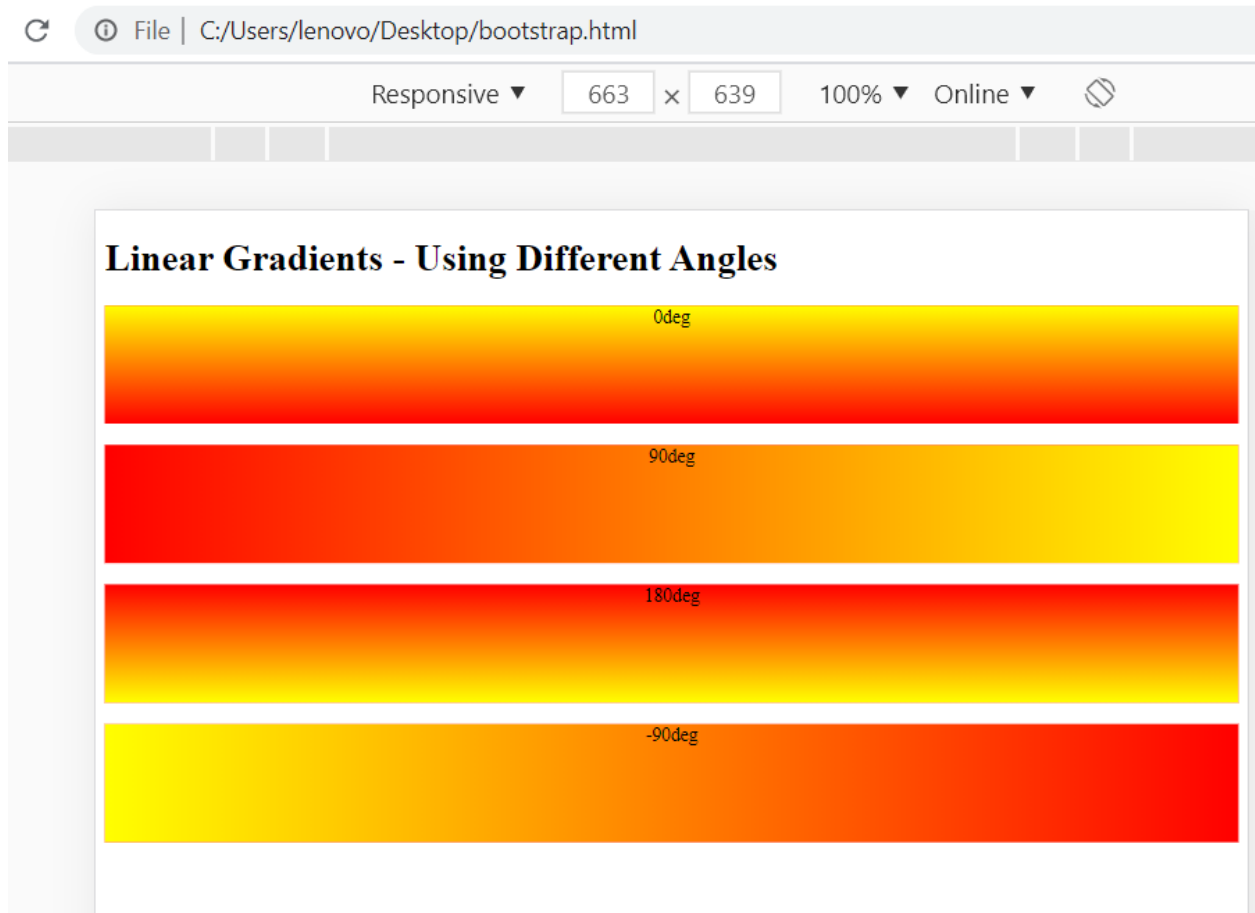 File | C:/Users/lenovo/Desktop/bootstrap.html
Responsive ▼ 663 × 639 100% ▼ Online ▼
Linear Gradients - Using Different Angles
0deg
90deg
180deg
-90deg